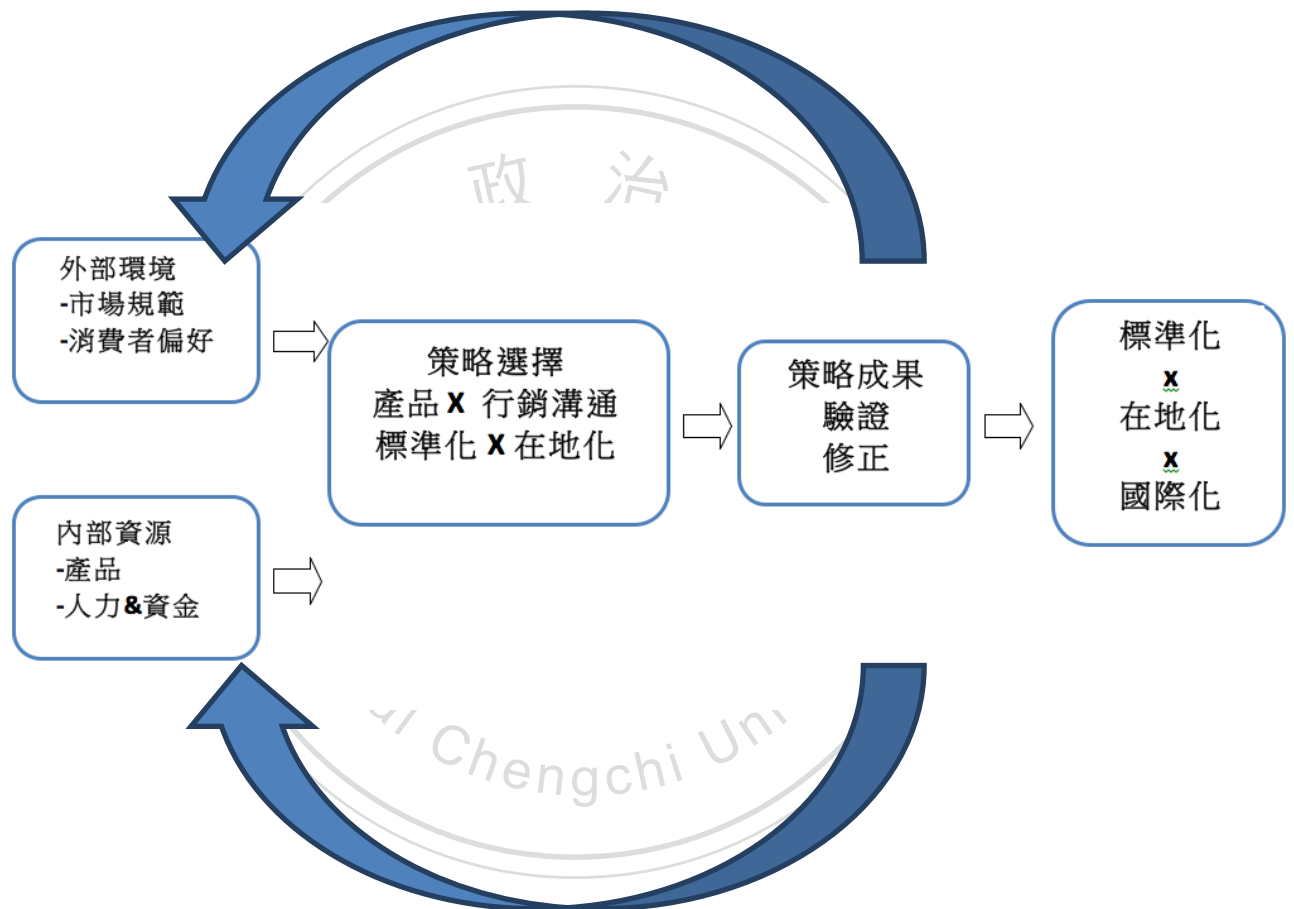 政 治
外部環境
-市場規範
-消費者偏好
策略選擇
產品 X 行銷溝通
標準化 X 在地化
策略成果
驗證
修正
標準化
x
在地化
x
國際化
內部資源
-產品
-人力&資金
Chengchi Uni